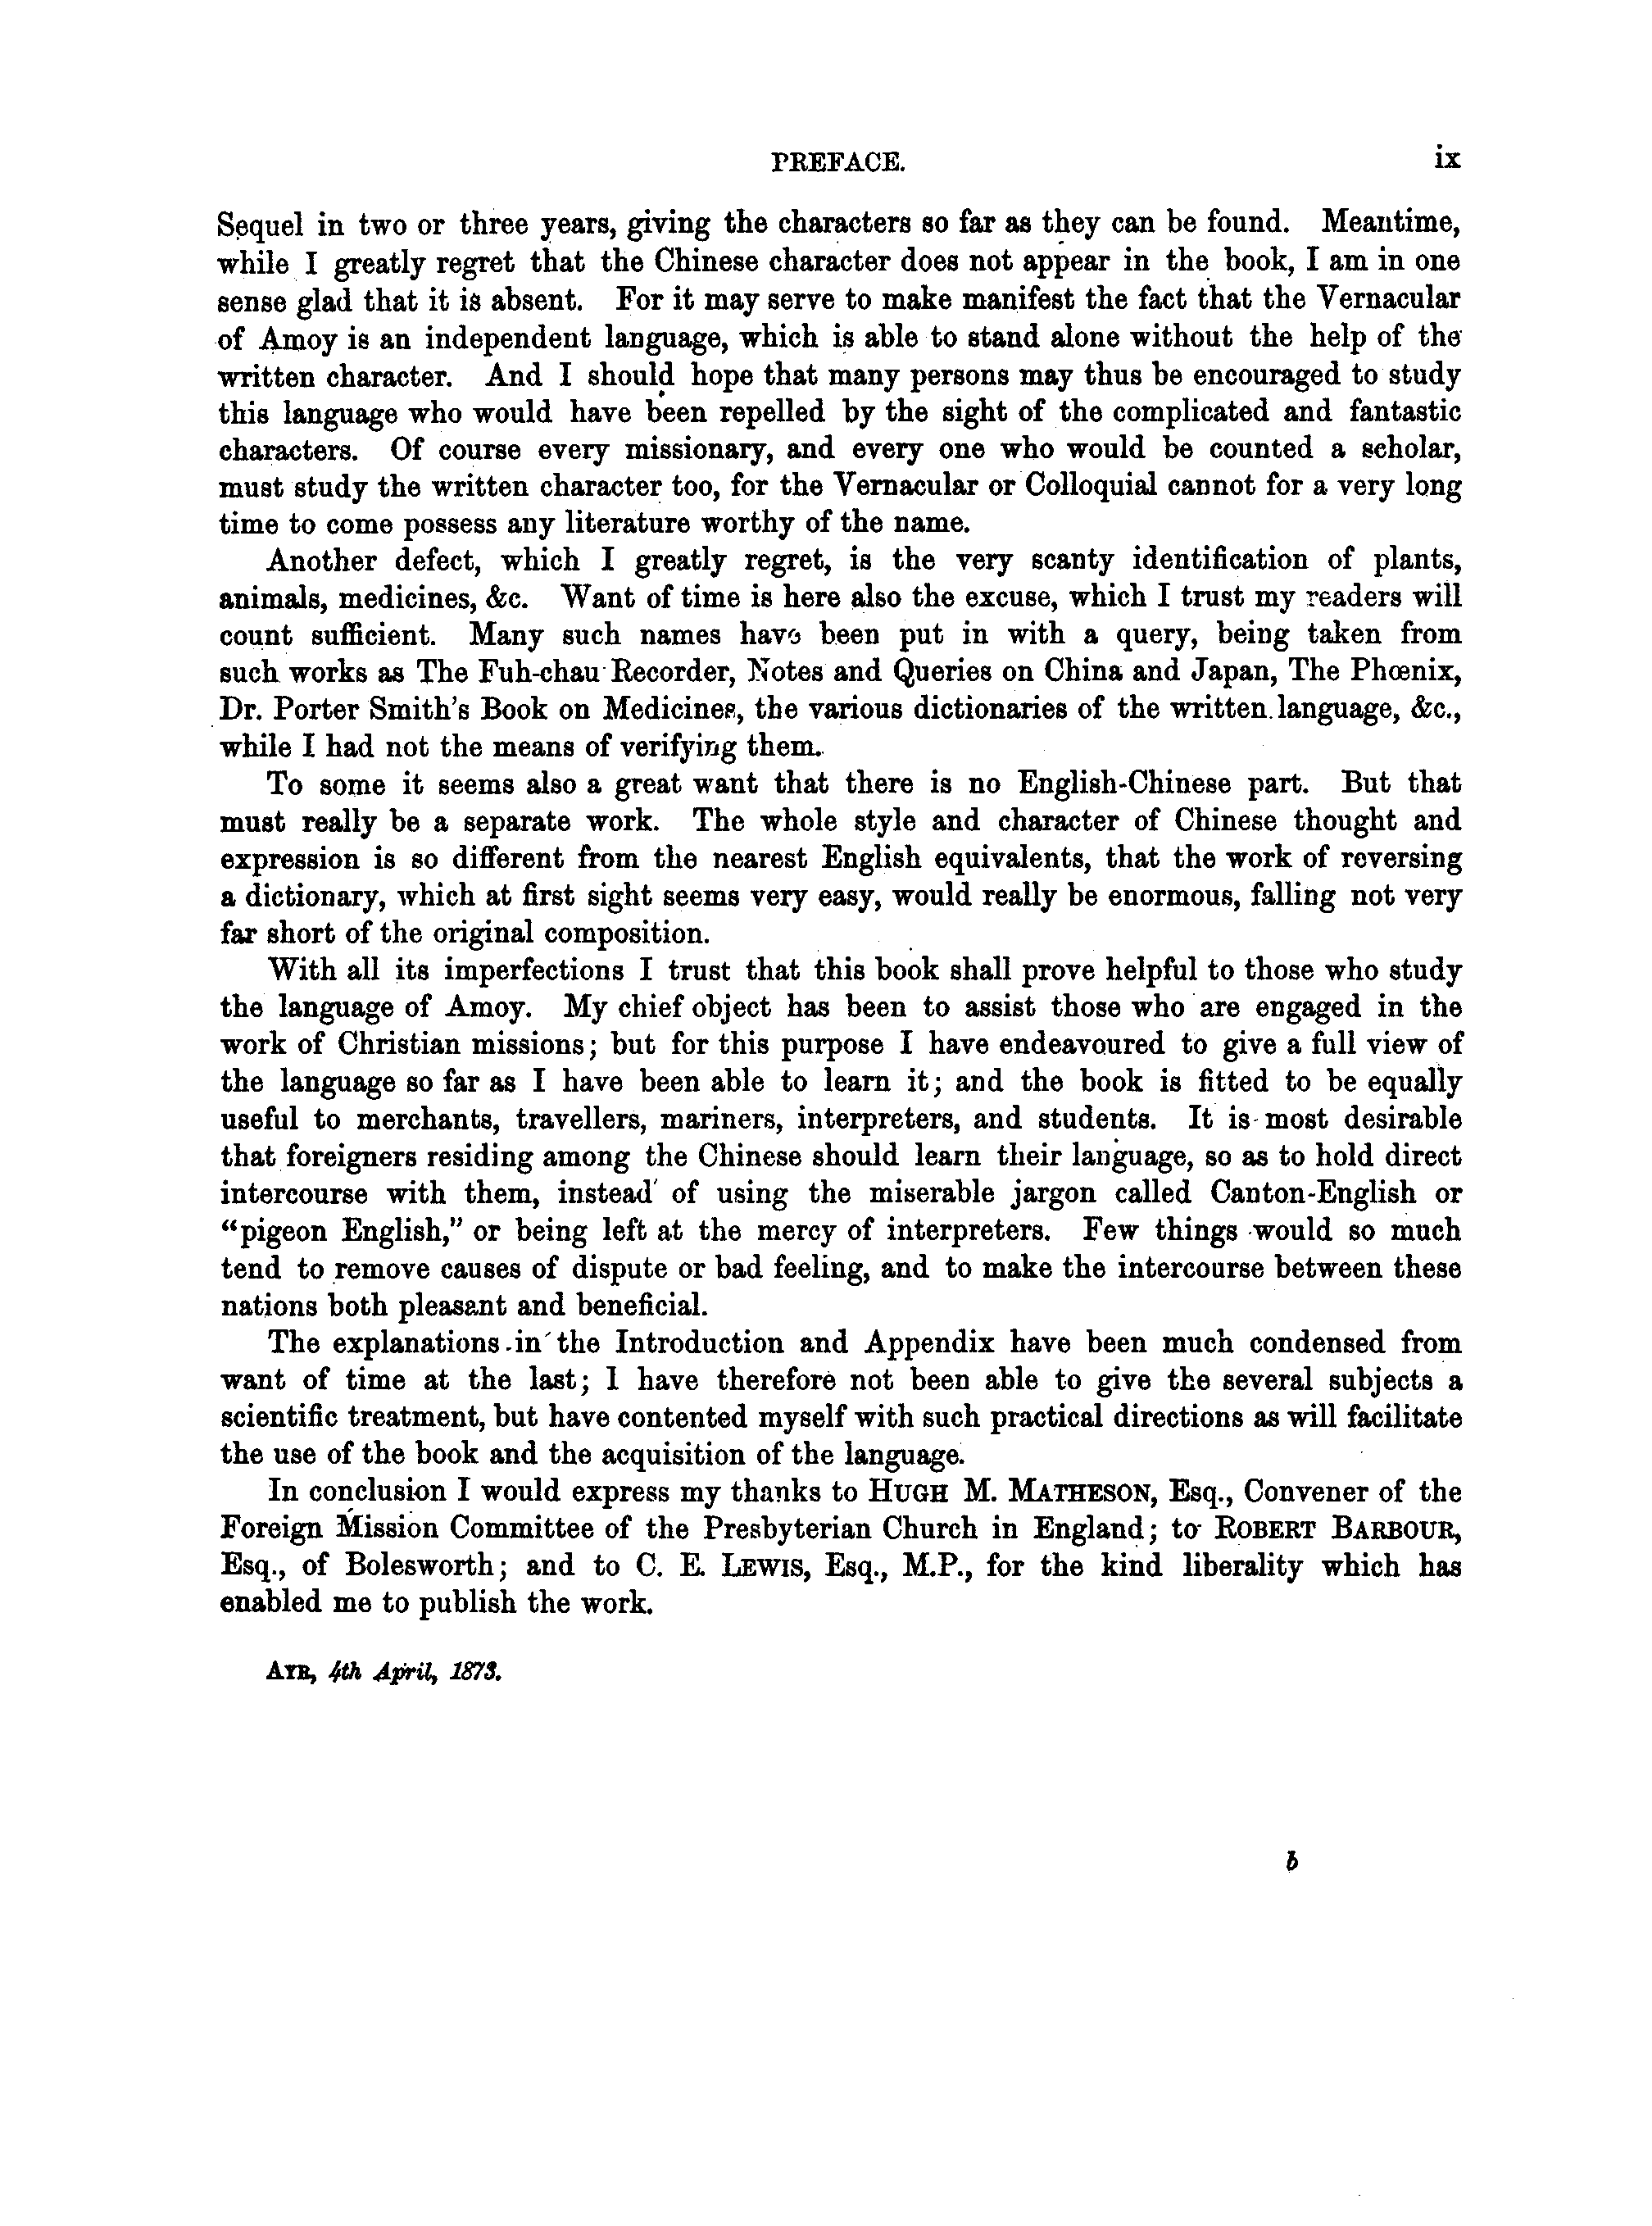 PREFACE. ix
Sequel in two or three years, giving the characters so far as they can be found. Meantime,
while I greatly regret that the Chinese character does not appear in the book, I am in one
sense glad that it is absent. For it may serve to make manifest the fact that the Vernacular
of Amoy is an independent language, which is able to stand alone without the help of the
written character. And I should hope that many persons may thus be encouraged to study
this language who would have been repelled by the sight of the complicated and fantastic
characters. Of course every missionary, and every one who would be counted a scholar,
must study the written character too, for the Vernacular or Colloquial cannot for a very long
time to come possess any literature worthy of the name.
Another defect, which I greatly regret, is the very scanty identification of plants,
animals, medicines, &c. Want of time is here also the excuse, which I trust my readers will
count sufficient. Many such names have been put in with a query, being taken from
such works as The Fuh-chau Recorder, Notes and Queries on China and Japan, The Phœnix,
Dr. Porter Smith's Book on Medicines, the various dictionaries of the written language, &c.,
while I had not the means of verifying them.
To some it seems also a great want that there is no English-Chinese part. But that
must really be a separate work. The whole style and character of Chinese thought and
expression is so different from the nearest English equivalents, that the work of reversing
a dictionary, which at first sight seems very easy, would really be enormous, falling not very
far short of the original composition.
With all its imperfections I trust that this book shall prove helpful to those who study
the language of Amoy. My chief object has been to assist those who are engaged in the
work of Christian missions; but for this purpose I have endeavoured to give a full view of
the language so far as I have been able to learn it; and the book is fitted to be equally
useful to merchants, travellers, mariners, interpreters, and students. It is most desirable
that foreigners residing among the Chinese should learn their language, so as to hold direct
intercourse with them, instead of using the miserable jargon called Canton-English or
“pigeon English,” or being left at the mercy of interpreters. Few things would so much
tend to remove causes of dispute or bad feeling, and to make the intercourse between these
nations both pleasant and beneficial.
The explanations in the Introduction and Appendix have been much condensed from
want of time at the last; I have therefore not been able to give the several subjects a
scientific treatment, but have contented myself with such practical directions as will facilitate
the use of the book and the acquisition of the language.
In conclusion I would express my thanks to HUGH M. MATHESON, Esq., Convener of the
Foreign Mission Committee of the Presbyterian Church in England; to ROBERT BARBOUR,
Esq., of Bolesworth; and to C. E. LEWIS, Esq., M.P., for the kind liberality which has
enabled me to publish the work.
AYR, 4th April, 1873.
b